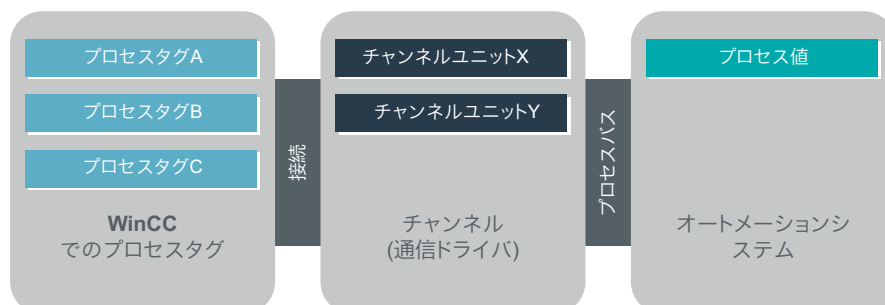 プロセスタグA
プロセスタグB
プロセスタグC
WinCC
でのプロセスタグ
接続
チャンネルユニットX
チャンネルユニットY
チャンネル
(通信ドライバ)
プロセスバス
プロセス値
オートメーションシ
ステム